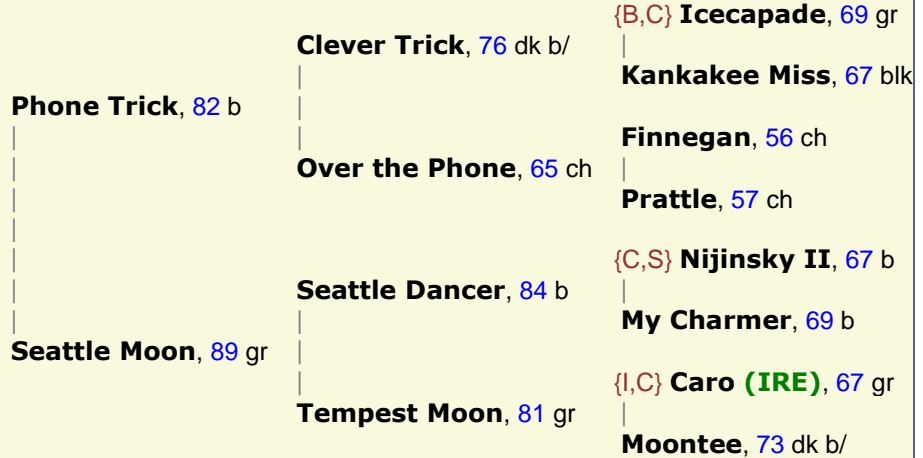 {B,C} Icecapade, 69 gr
Clever Trick, 76 dk b/
Kankakee Miss, 67 blk
Phone Trick, 82 b
Finnegan, 56 ch
Over the Phone, 65 ch
Prattle, 57 ch
{C,S} Nijinsky II, 67 b
Seattle Dancer, 84 b
My Charmer, 69 b
Seattle Moon, 89 gr
{I,C} Caro (IRE), 67 gr
Tempest Moon, 81 gr
Moontee, 73 dk b/